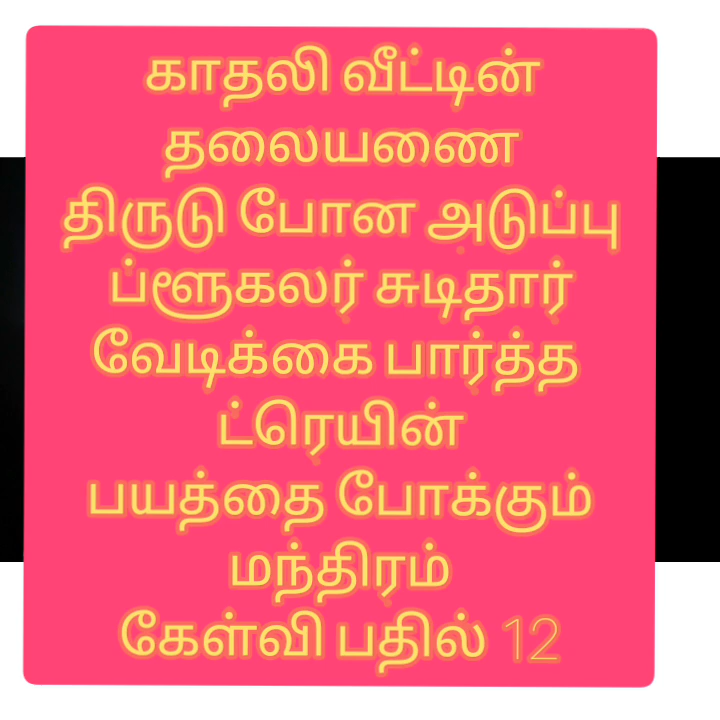 காதலி வீட்டின்
தலையணை
திருடு போன அடுப்பு
ப்ளூகலர் சுடிதார்
வேடிக்கை பார்த்த
ட்ரெயின்
பயத்தை போக்கும்
மந்திரம்
கேள்வி பதில் 12